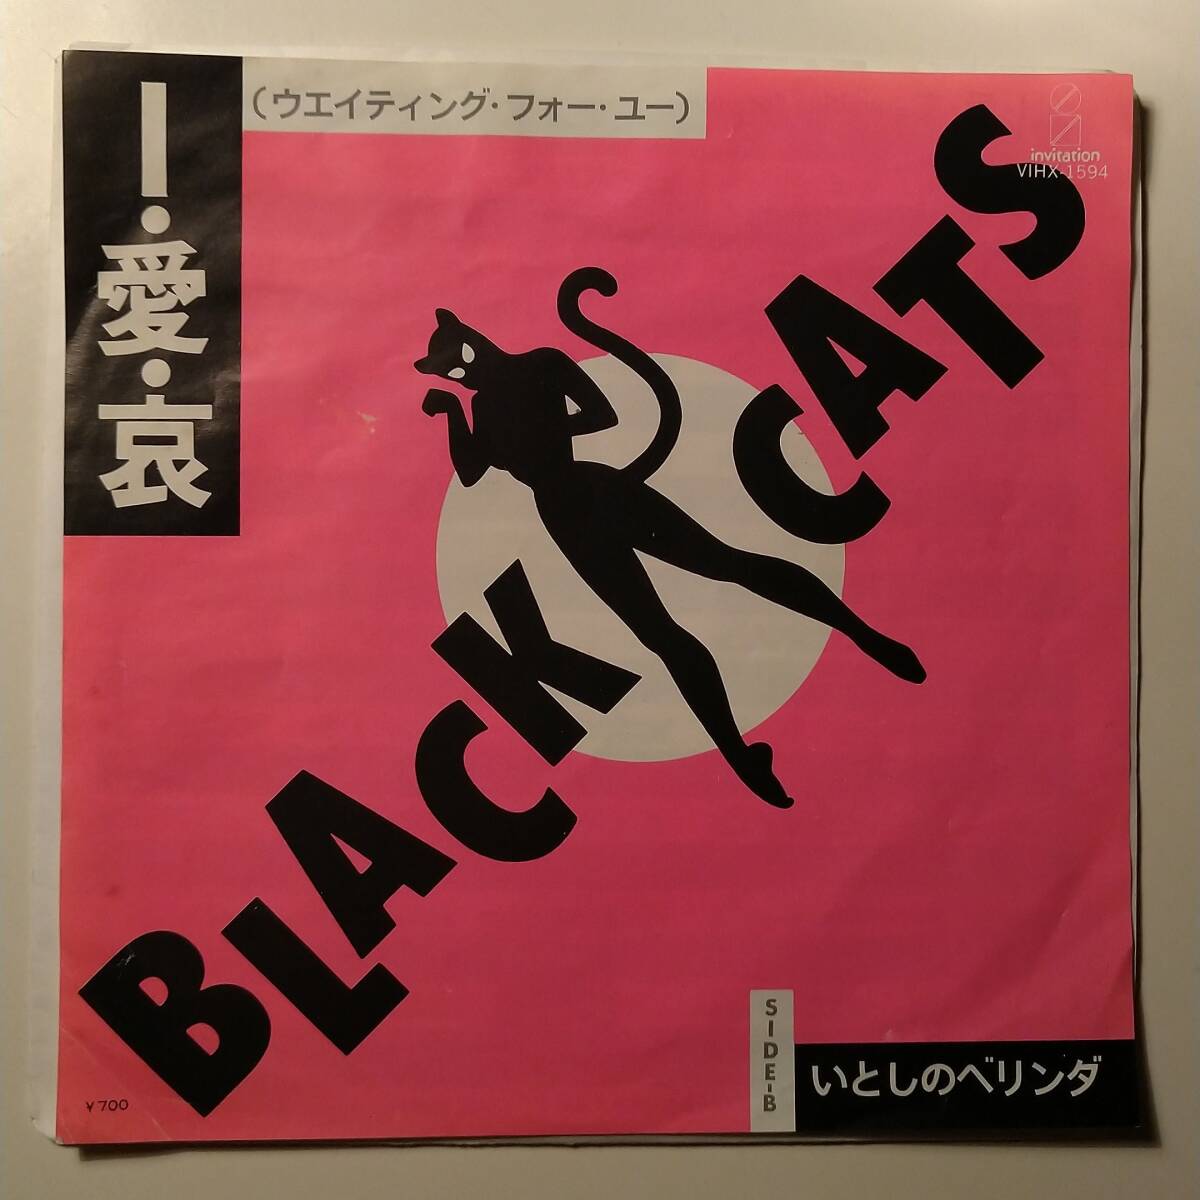 I・愛・哀
(ウエイティング・フォー・ユー)
invitation
VIHX-1594
BLACK CATS
SIDE-B
いとしのベリンダ
¥700